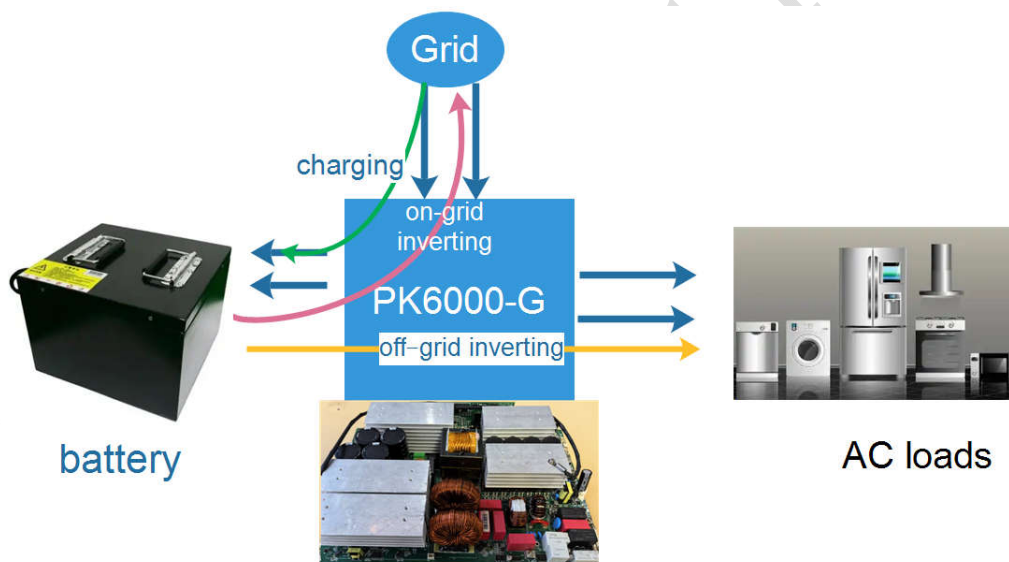 Grid
charging
on-grid
inverting
PK6000-G
off-grid inverting
battery
AC loads